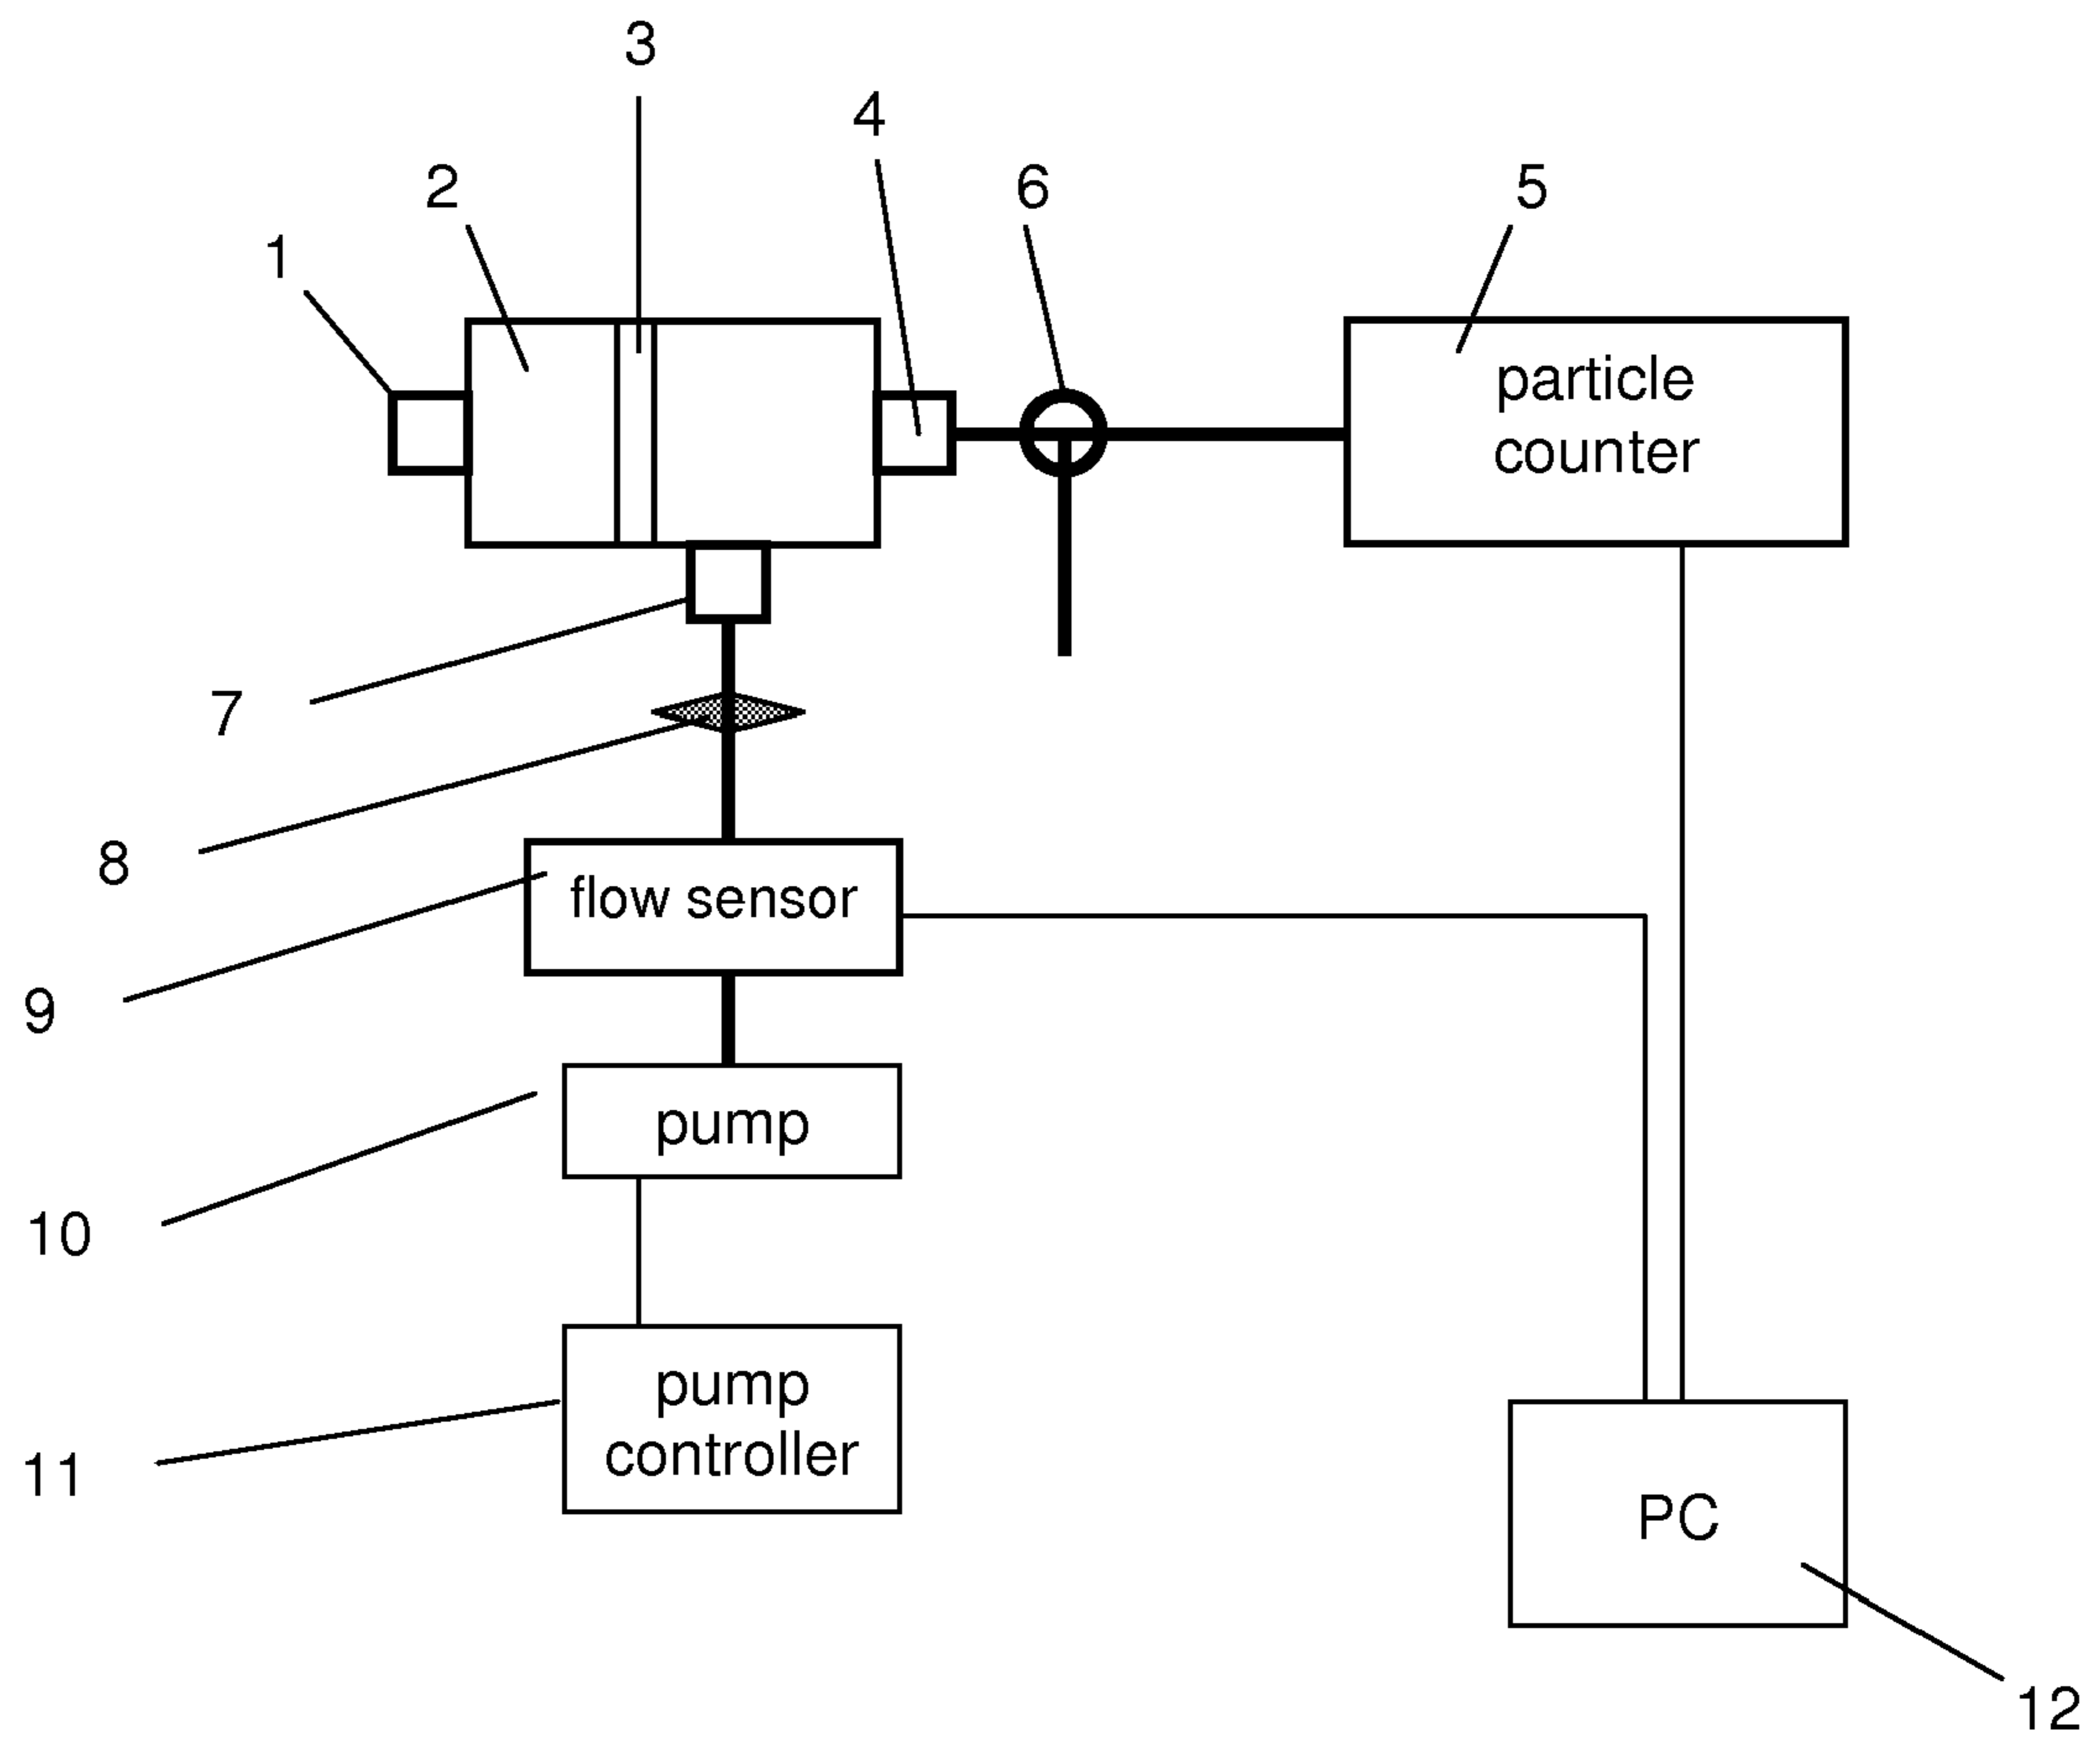 3
4
2
6
5
1
particle
counter
7
8
flow sensor
9
pump
10
pump
controller
11
PC
12